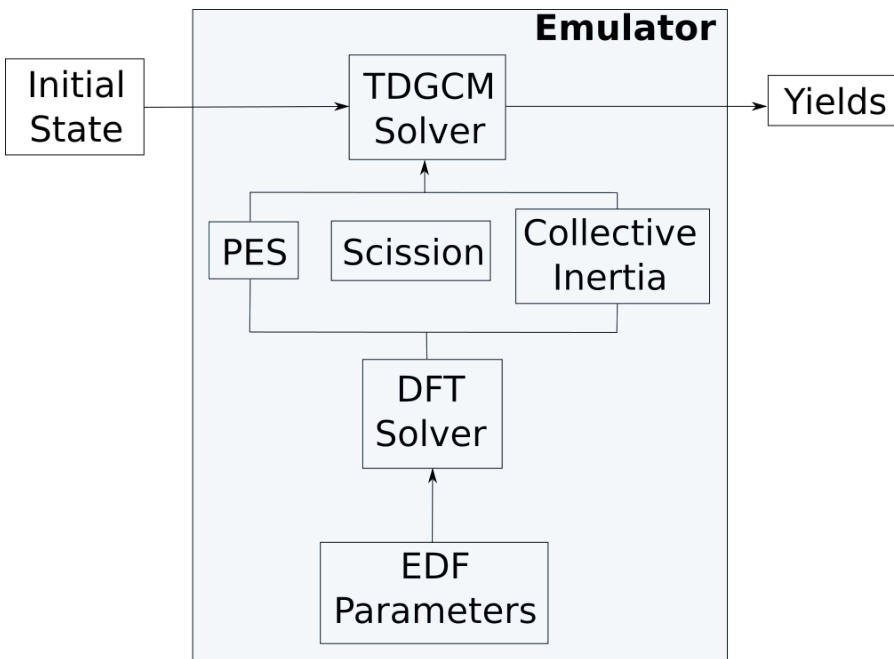 Emulator
Initial
State
TDGCM
Solver
Yields
PES
Scission
Collective
Inertia
DFT
Solver
EDF
Parameters